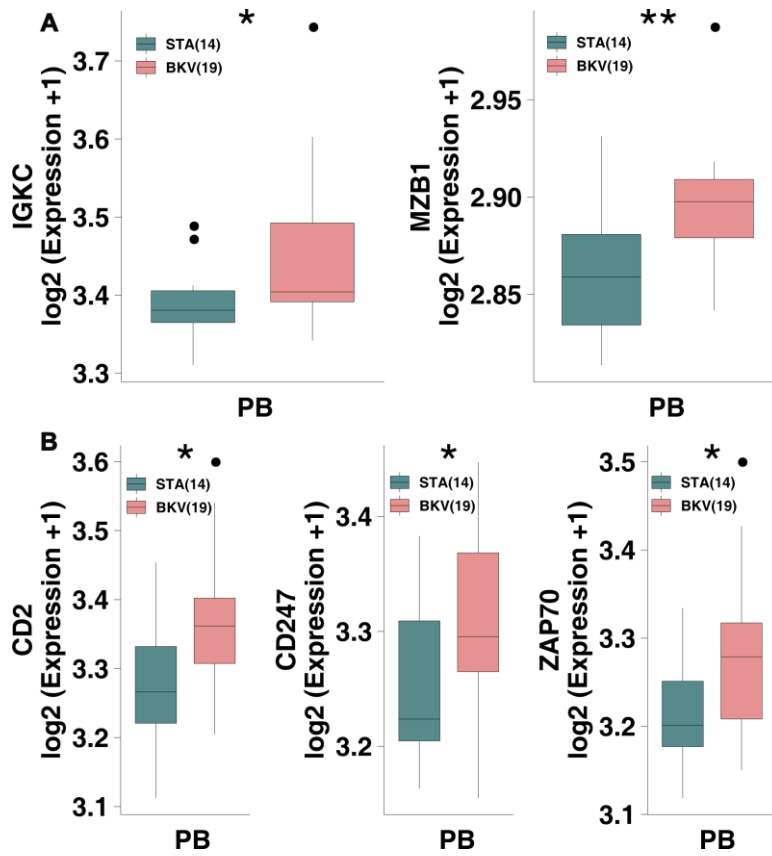 A
*
STA(14)
BKV(19)
3.7
3.6
3.5
3.4
3.3
IGKC
log2 (Expression +1)
PB
**
STA(14)
BKV(19)
2.95
2.90
2.85
MZB1
log2 (Expression +1)
PB
B
*
STA(14)
BKV(19)
3.6
3.5
3.4
3.3
3.2
3.1
CD2
log2 (Expression +1)
PB
*
STA(14)
BKV(19)
3.4
3.3
3.2
CD247
log2 (Expression +1)
PB
*
STA(14)
BKV(19)
3.5
3.4
3.3
3.2
3.1
ZAP70
log2 (Expression +1)
PB